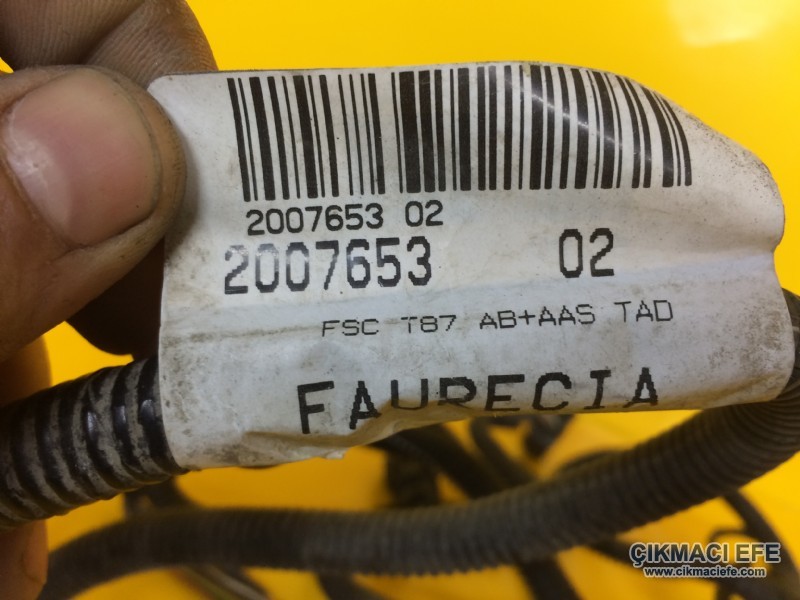 2007653 02
2007653 02
FSC T87 AB+AAS TAD
FAURECIA
ÇIKMACI EFE
www.cikmaciefe.com